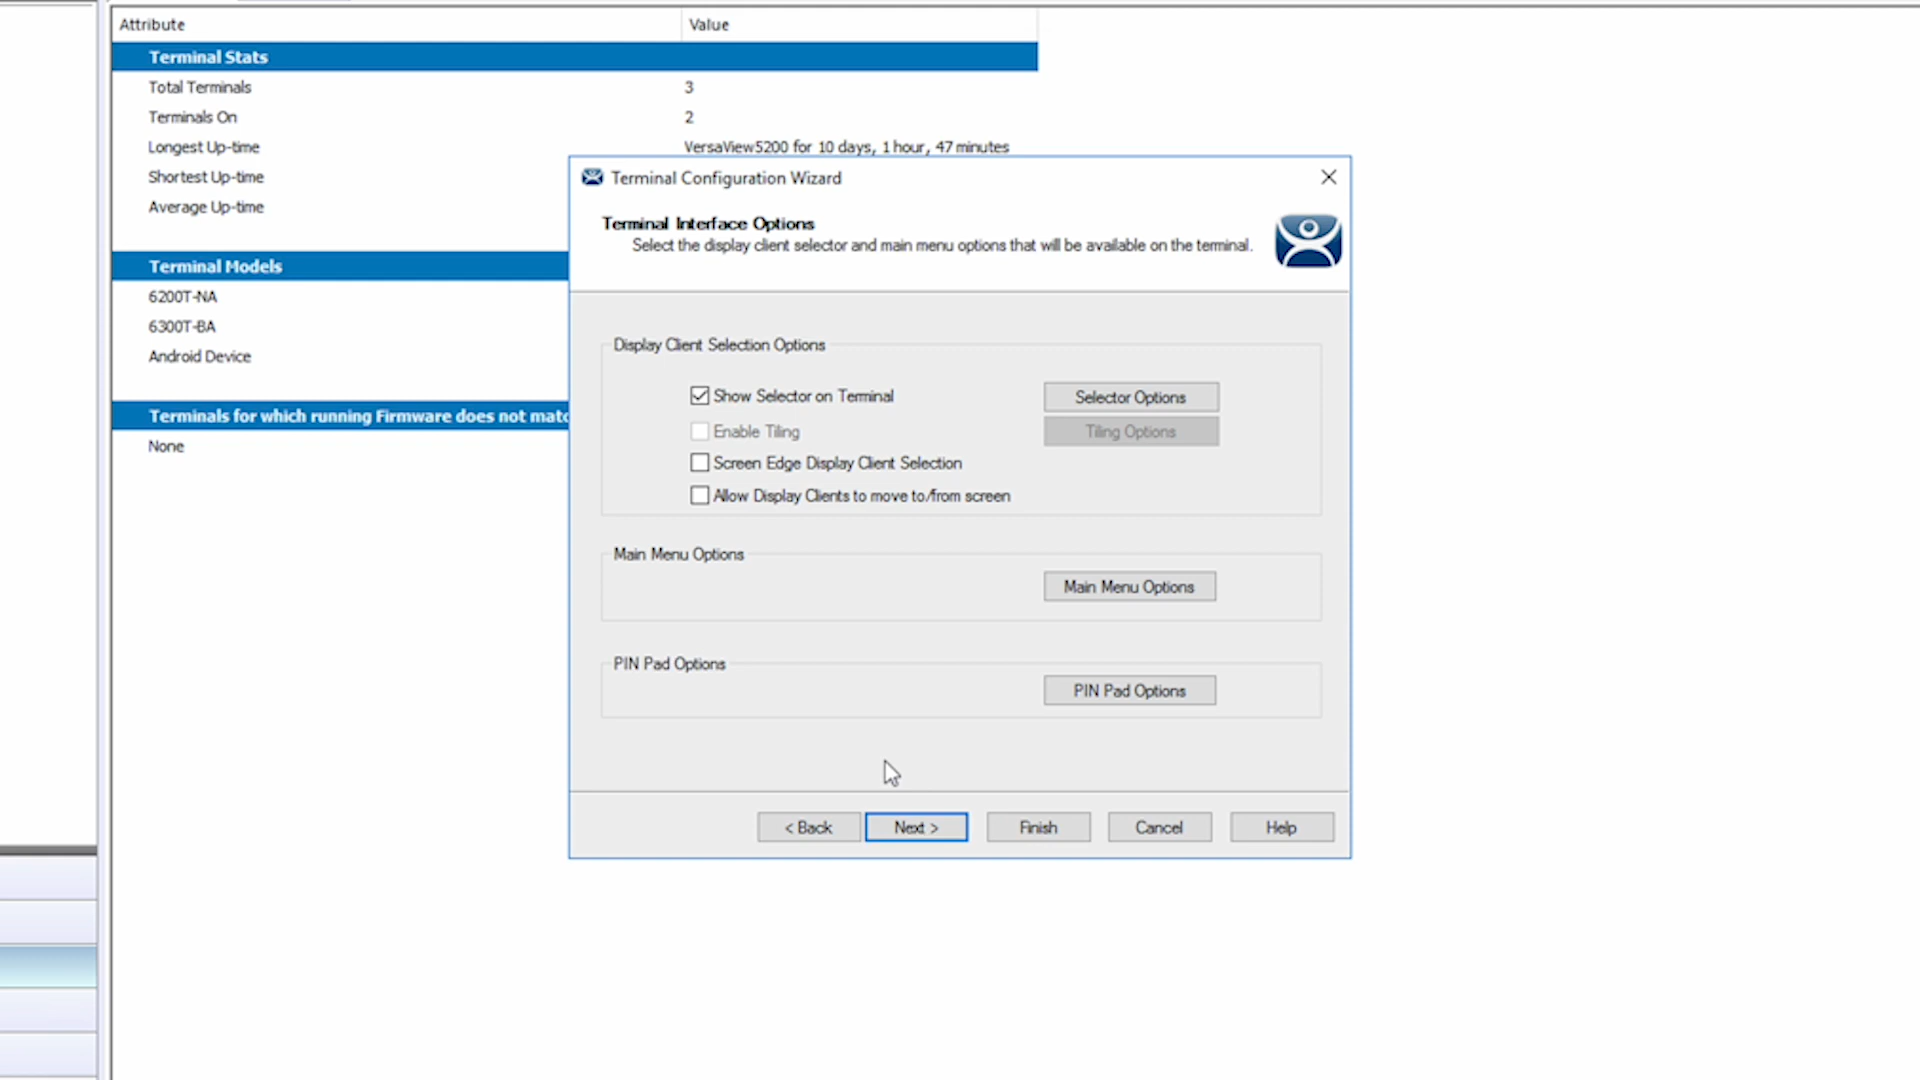 Attribute Value
Terminal Stats
Total Terminals 3
Terminals On 2
Longest Up-time VersaView5200 for 10 days, 1 hour, 47 minutes
Shortest Up-time
Average Up-time
Terminal Models
6200T-NA
6300T-BA
Android Device
Terminals for which running Firmware does not matc
None
Terminal Configuration Wizard
Terminal Interface Options
Select the display client selector and main menu options that will be available on the terminal.
Display Client Selection Options
Show Selector on Terminal Selector Options
Enable Tiling Tiling Options
Screen Edge Display Client Selection
Allow Display Clients to move to/from screen
Main Menu Options
Main Menu Options
PIN Pad Options
PIN Pad Options
< Back Next > Finish Cancel Help